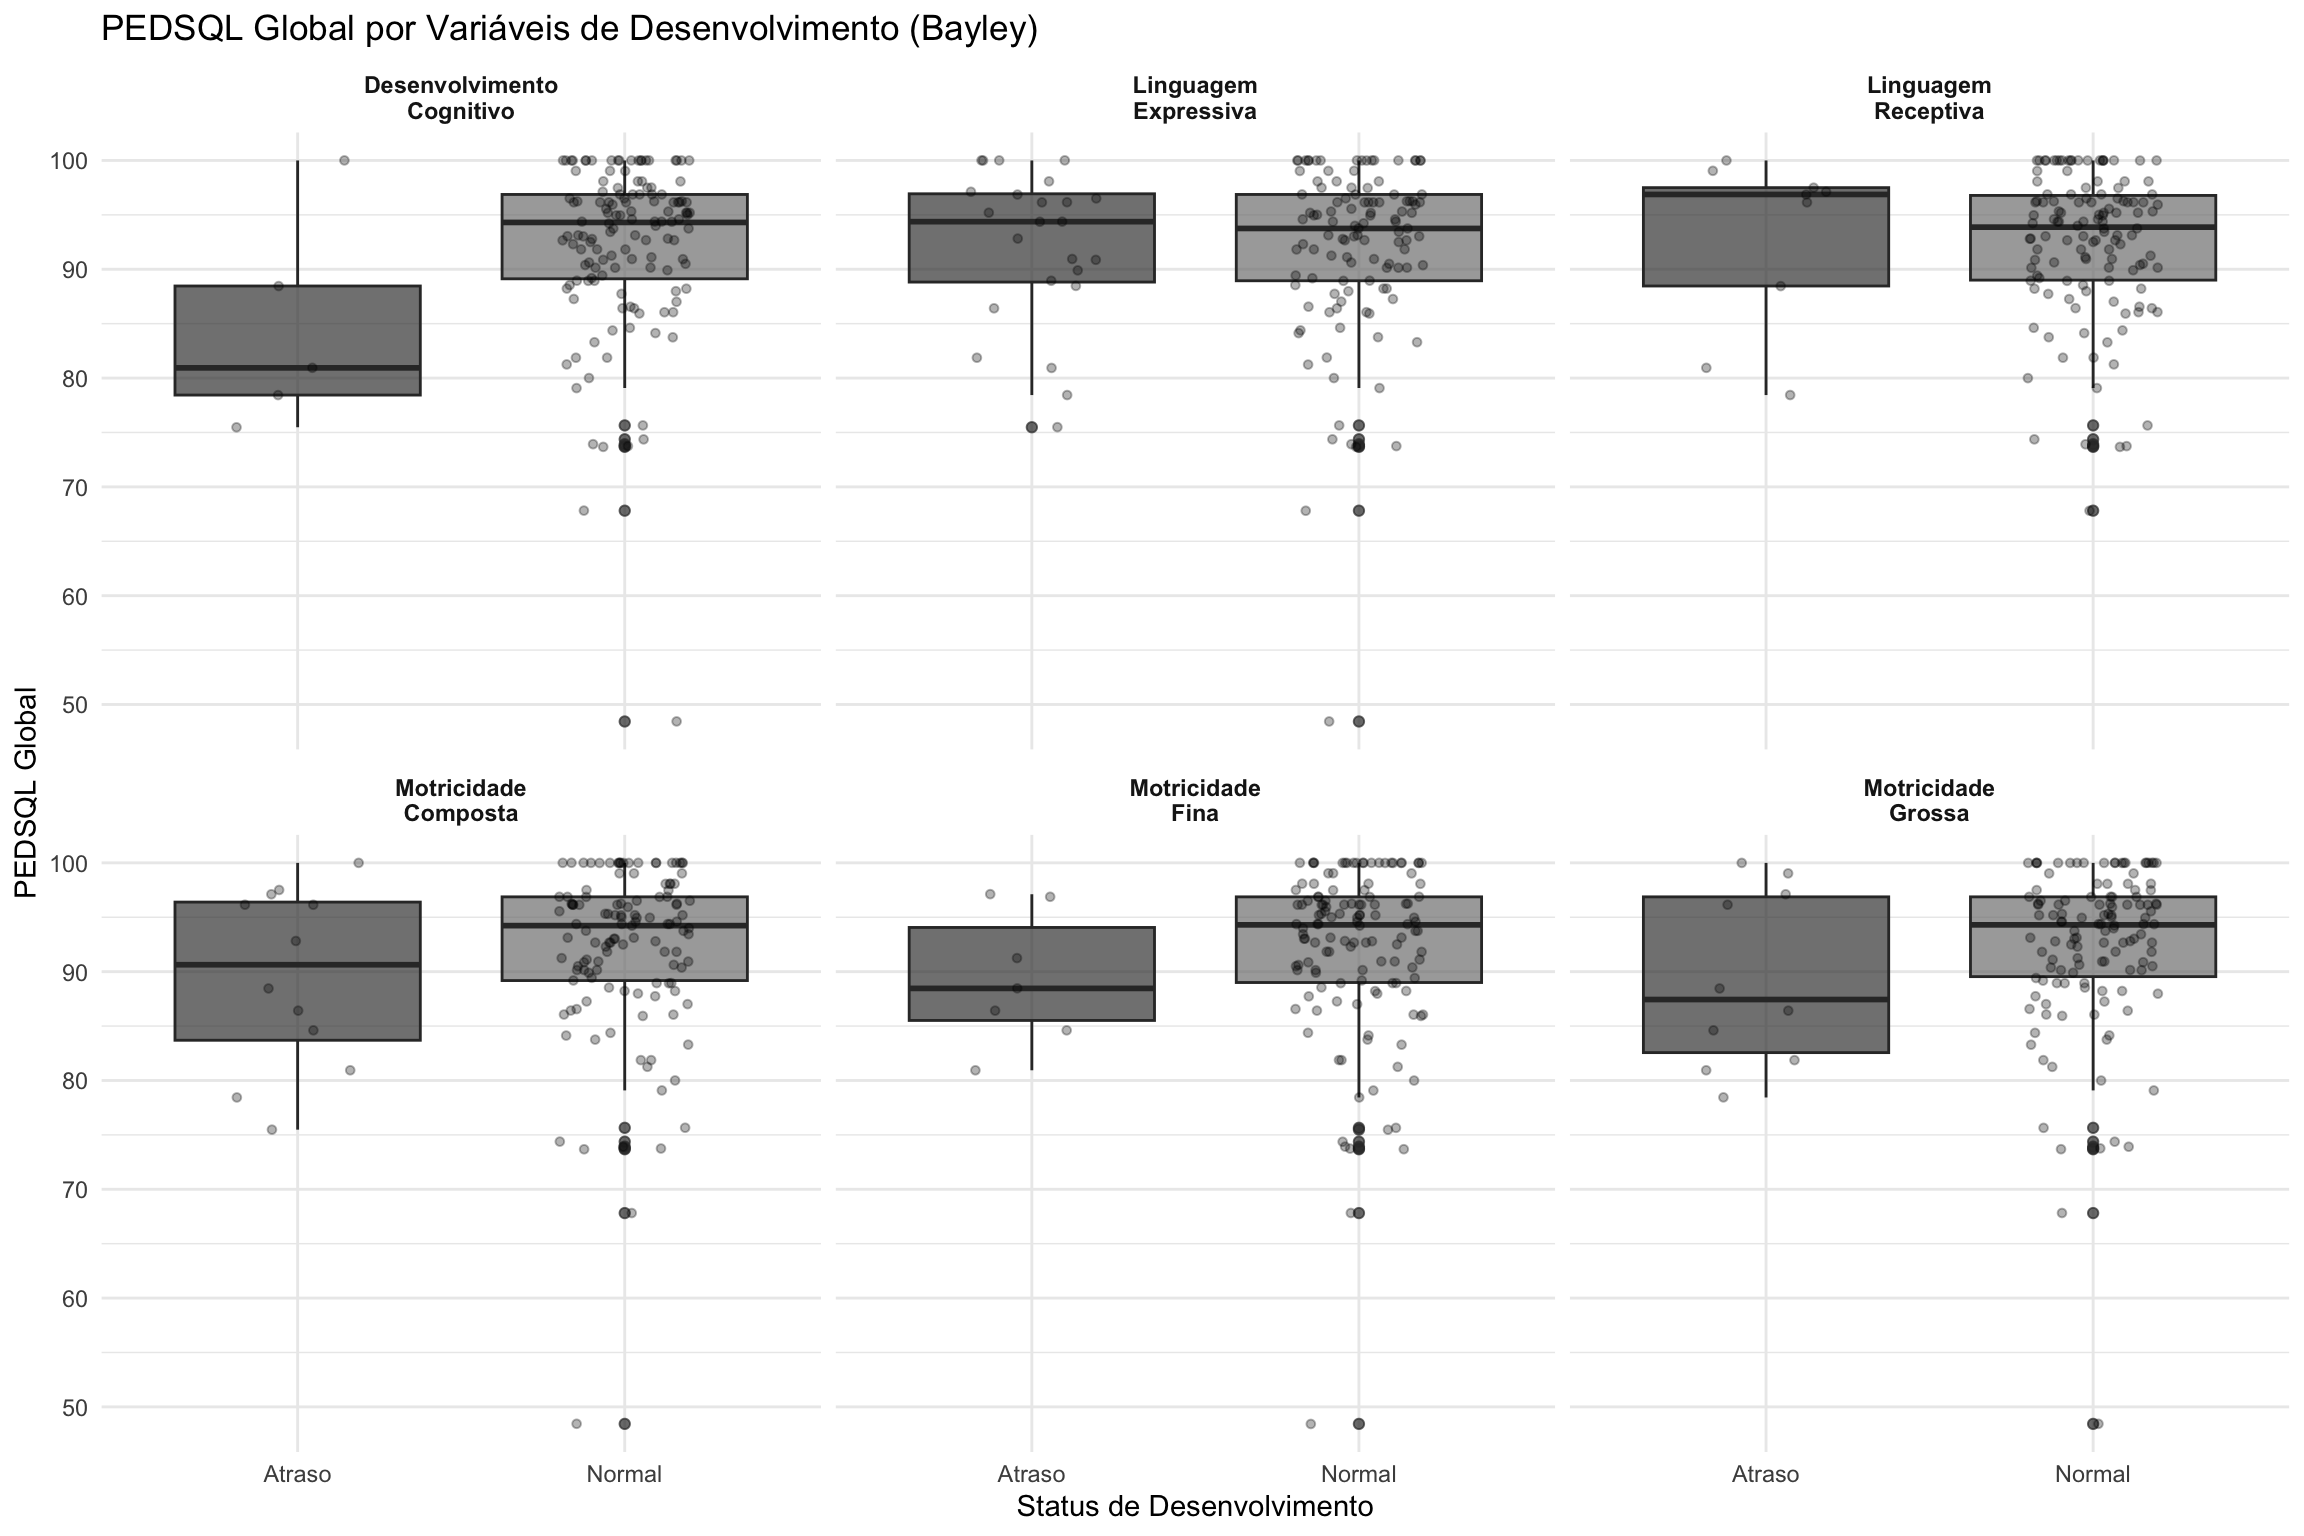 PEDSQL Global por Variáveis de Desenvolvimento (Bayley)
Desenvolvimento
Cognitivo
Linguagem
Expressiva
Linguagem
Receptiva
100
90
80
70
60
50
PEDSQL Global
Motricidade
Composta
Motricidade
Fina
Motricidade
Grossa
100
90
80
70
60
50
Atraso
Normal
Atraso
Normal
Atraso
Normal
Status de Desenvolvimento